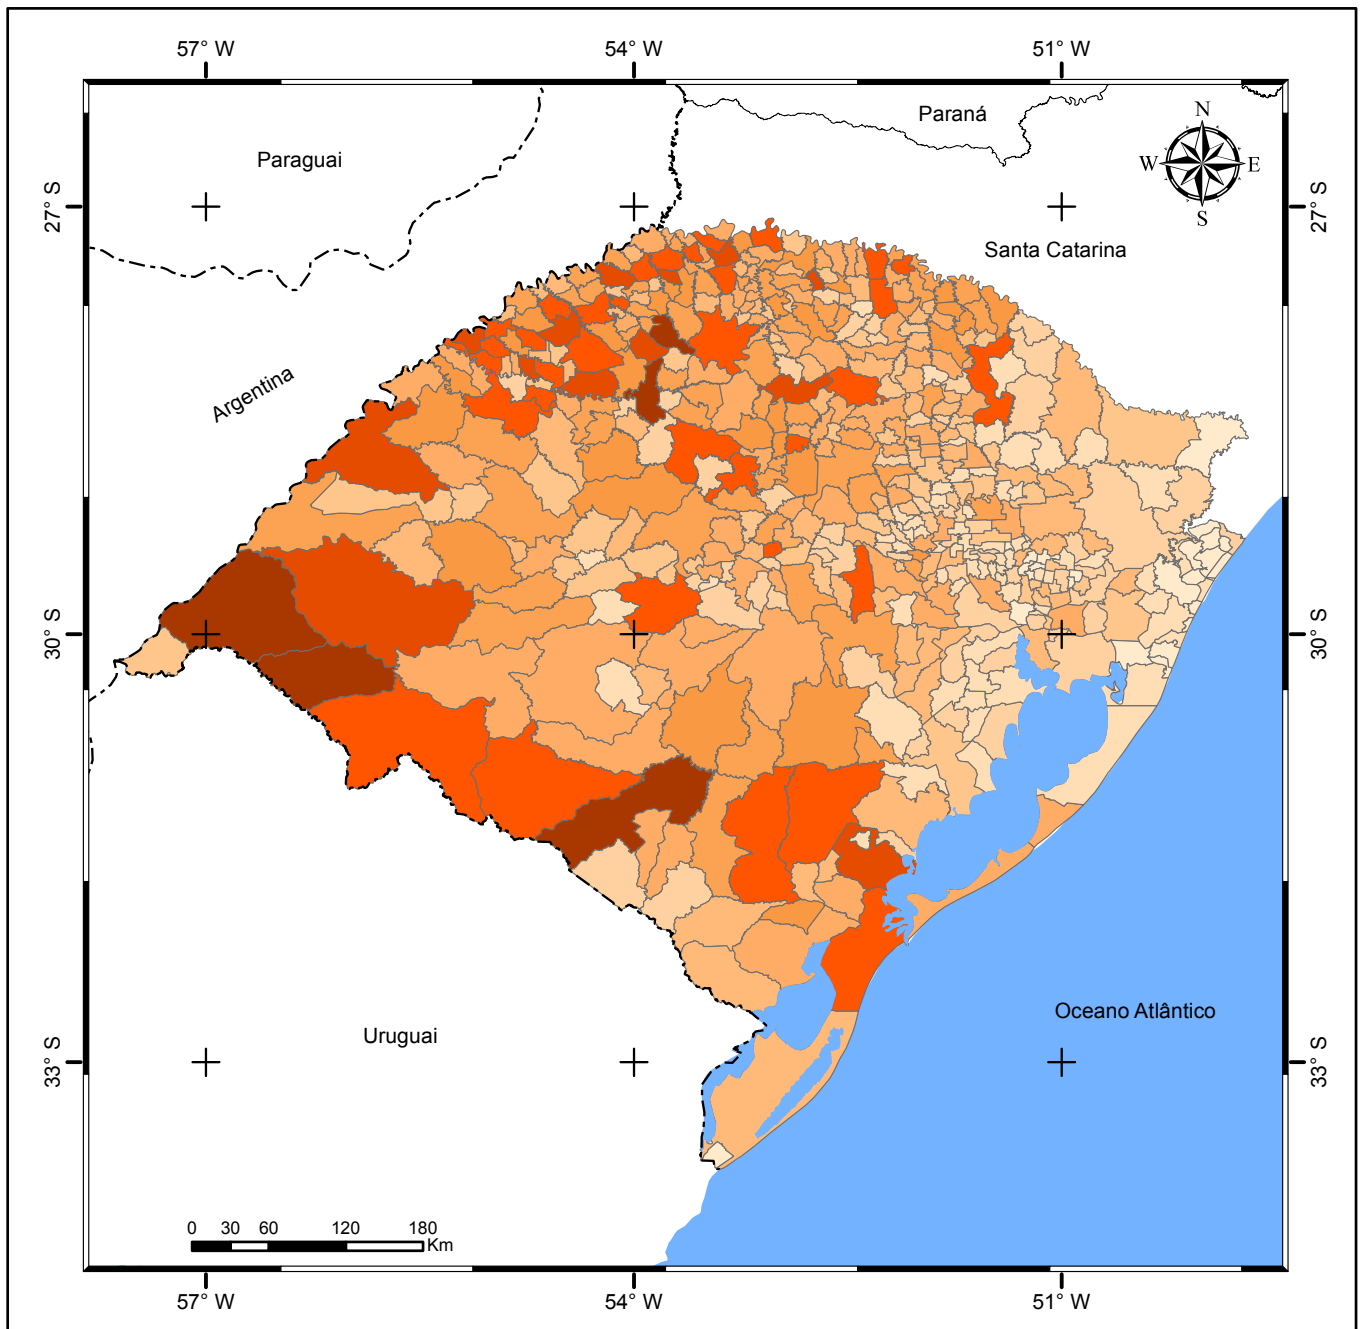 57° W
54° W
51° W
Paraná
N
W
E
S
Paraguai
27° S
27° S
Santa Catarina
Argentina
30° S
30° S
Oceano Atlântico
Uruguai
33° S
33° S
0 30 60 120 180
Km
57° W
54° W
51° W